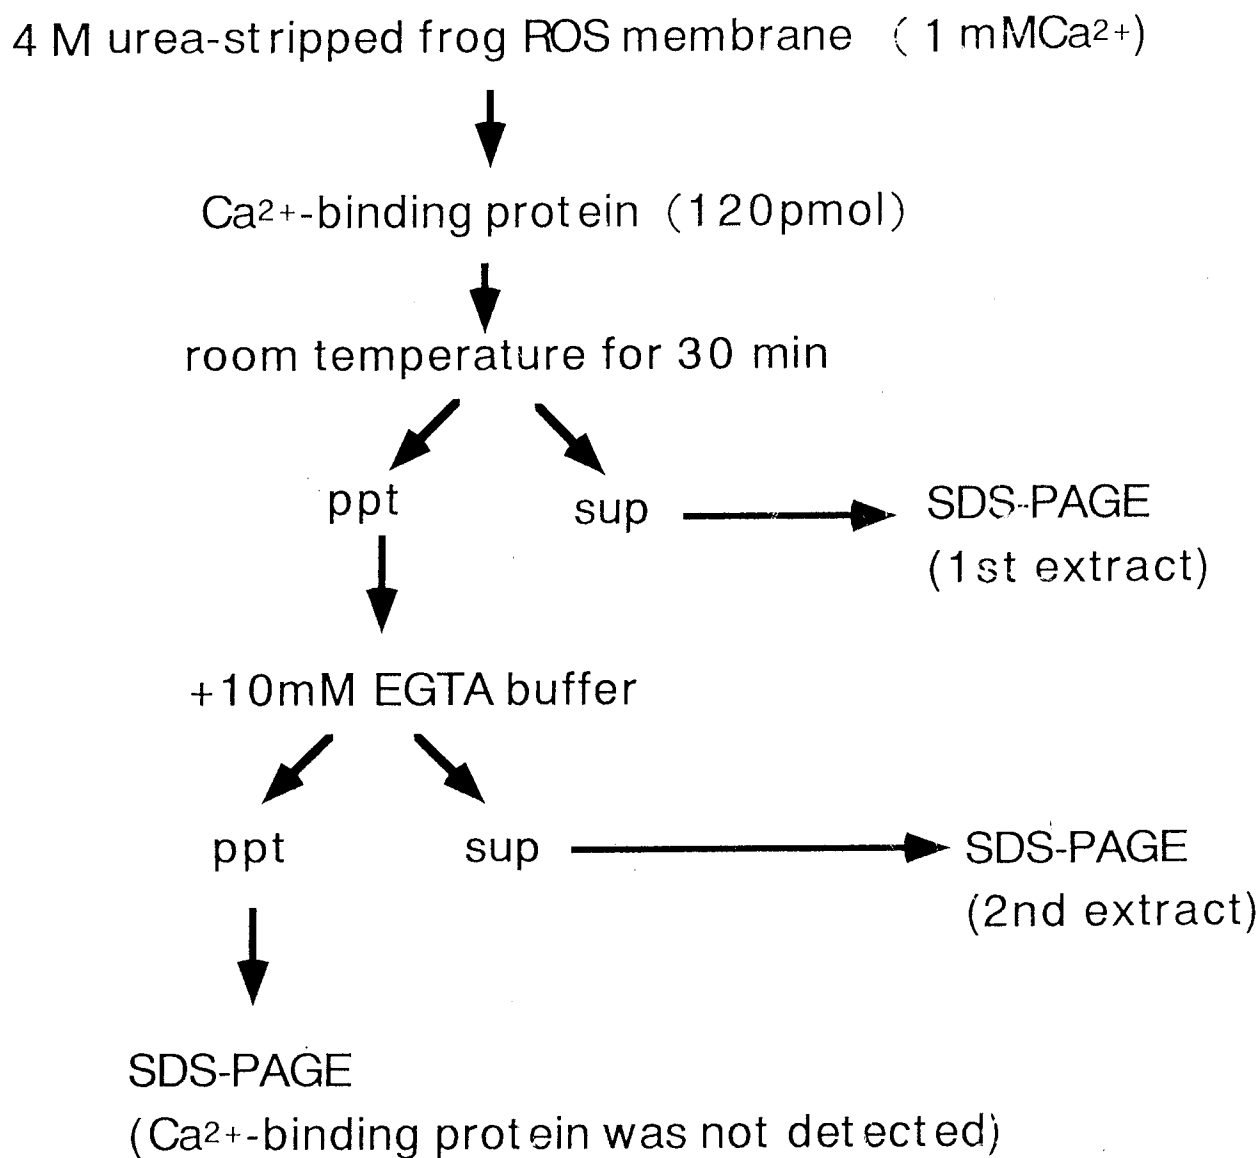 4 M urea-stripped frog ROS membrane (1 mMCa2+)
Ca2+-binding protein (120pmol)
room temperature for 30 min
ppt
sup
SDS-PAGE
(1st extract)
+10mM EGTA buffer
ppt
sup
SDS-PAGE
(2nd extract)
SDS-PAGE
(Ca2+-binding protein was not detected)